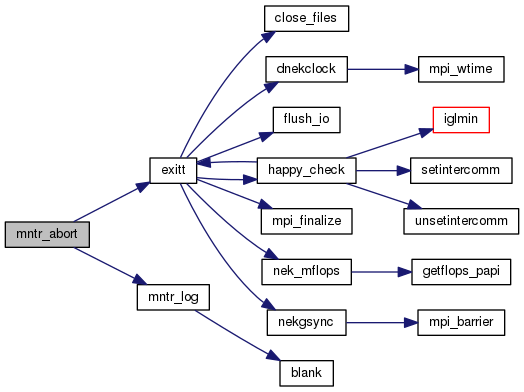 close_files
dnekclock
mpi_wtime
flush_io
iglmin
exitt
happy_check
setintercomm
mpi_finalize
unsetintercomm
mntr_abort
nek_mflops
getflops_papi
mntr_log
nekgsync
mpi_barrier
blank